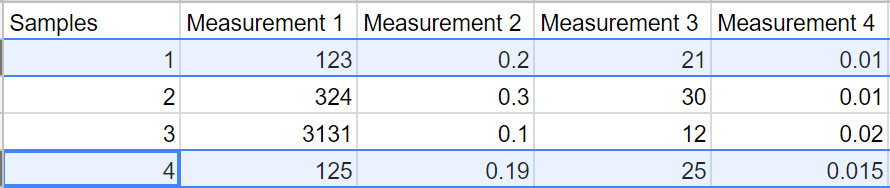 Samples Measurement 1 Measurement 2 Measurement 3 Measurement 4
1 123 0.2 21 0.01
2 324 0.3 30 0.01
3 3131 0.1 12 0.02
4 125 0.19 25 0.015